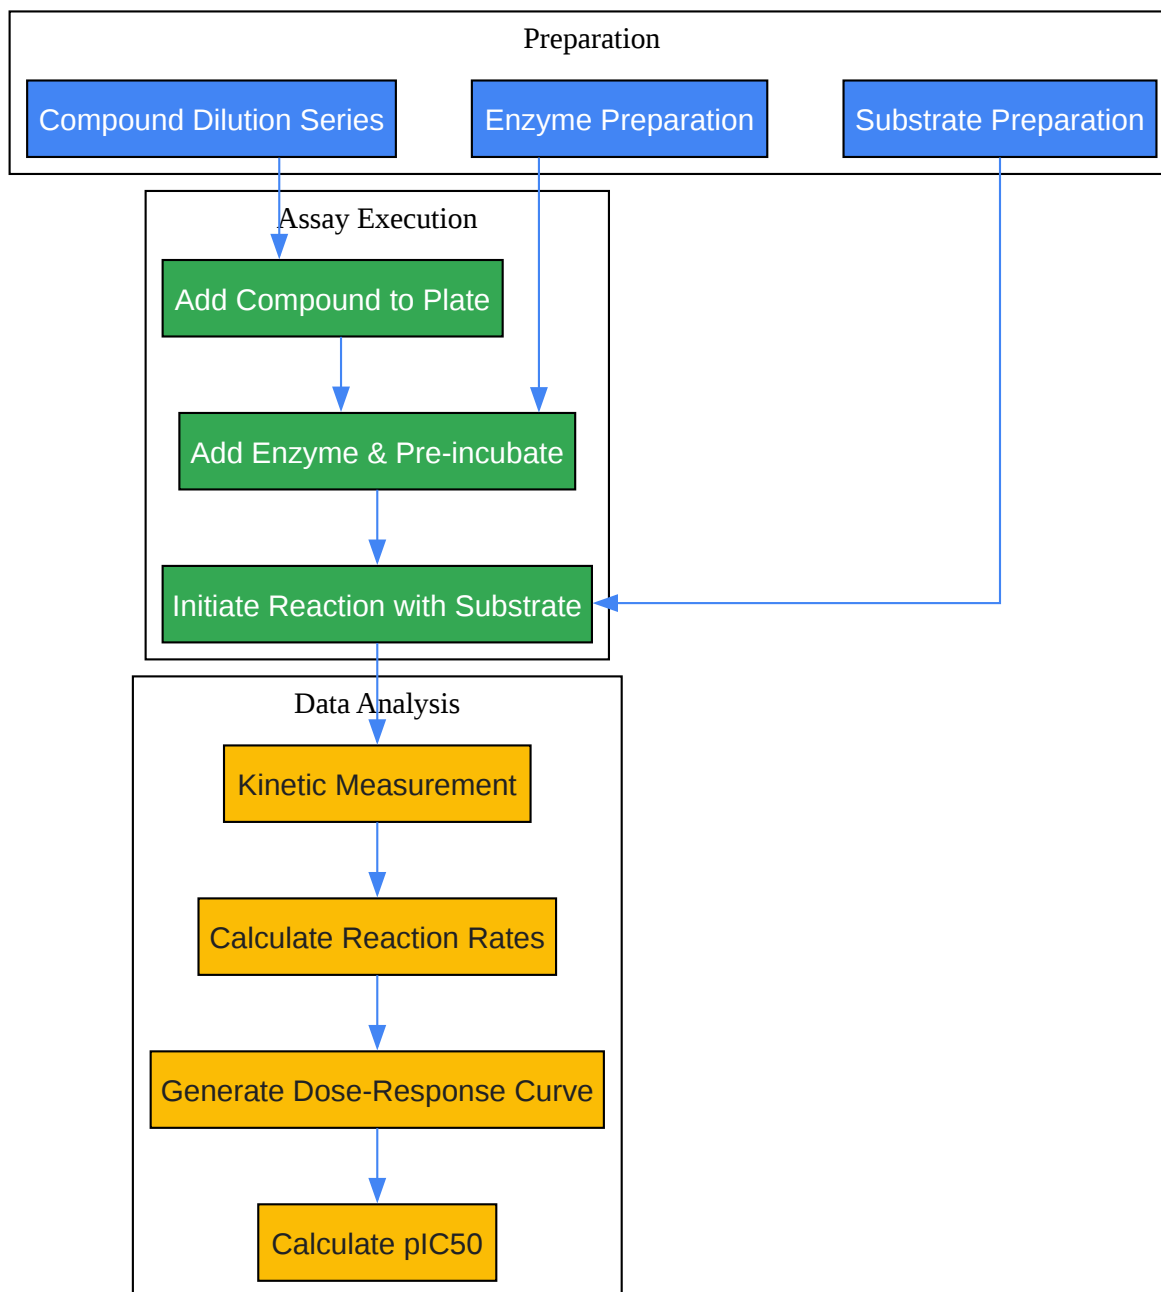 Preparation
Compound Dilution Series
Enzyme Preparation
Substrate Preparation
Assay Execution
Add Compound to Plate
Add Enzyme & Pre-incubate
Initiate Reaction with Substrate
Data Analysis
Kinetic Measurement
Calculate Reaction Rates
Generate Dose-Response Curve
Calculate pIC50